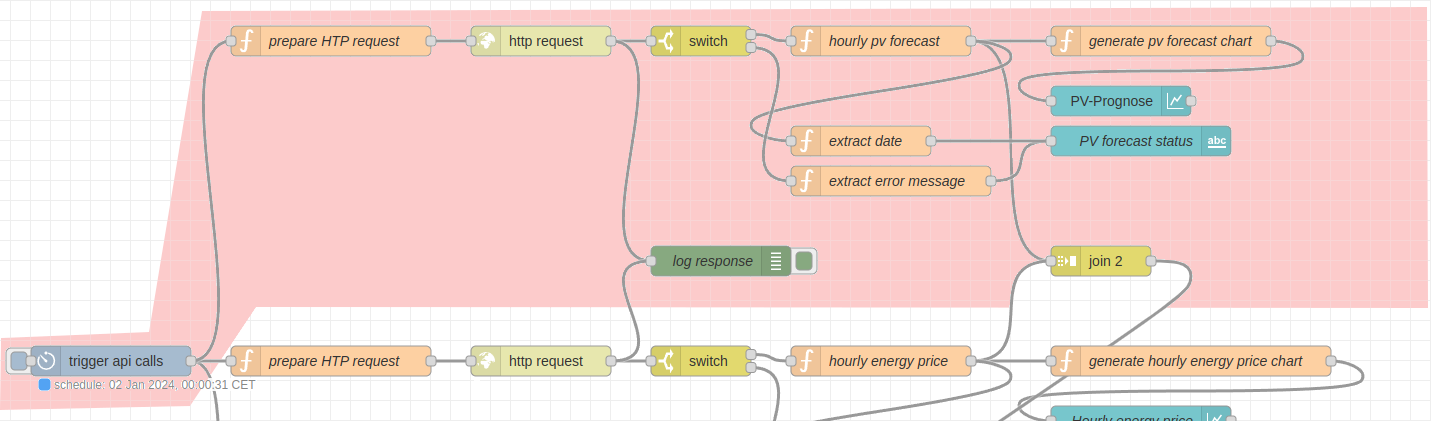 prepare HTP request
http request
switch
hourly pv forecast
generate pv forecast chart
PV-Prognose
extract date
PV forecast status
abc
extract error message
log response
join 2
trigger api calls
prepare HTP request
http request
switch
hourly energy price
generate hourly energy price chart
schedule: 02 Jan 2024, 00:00:31 CET
Hourly energy price